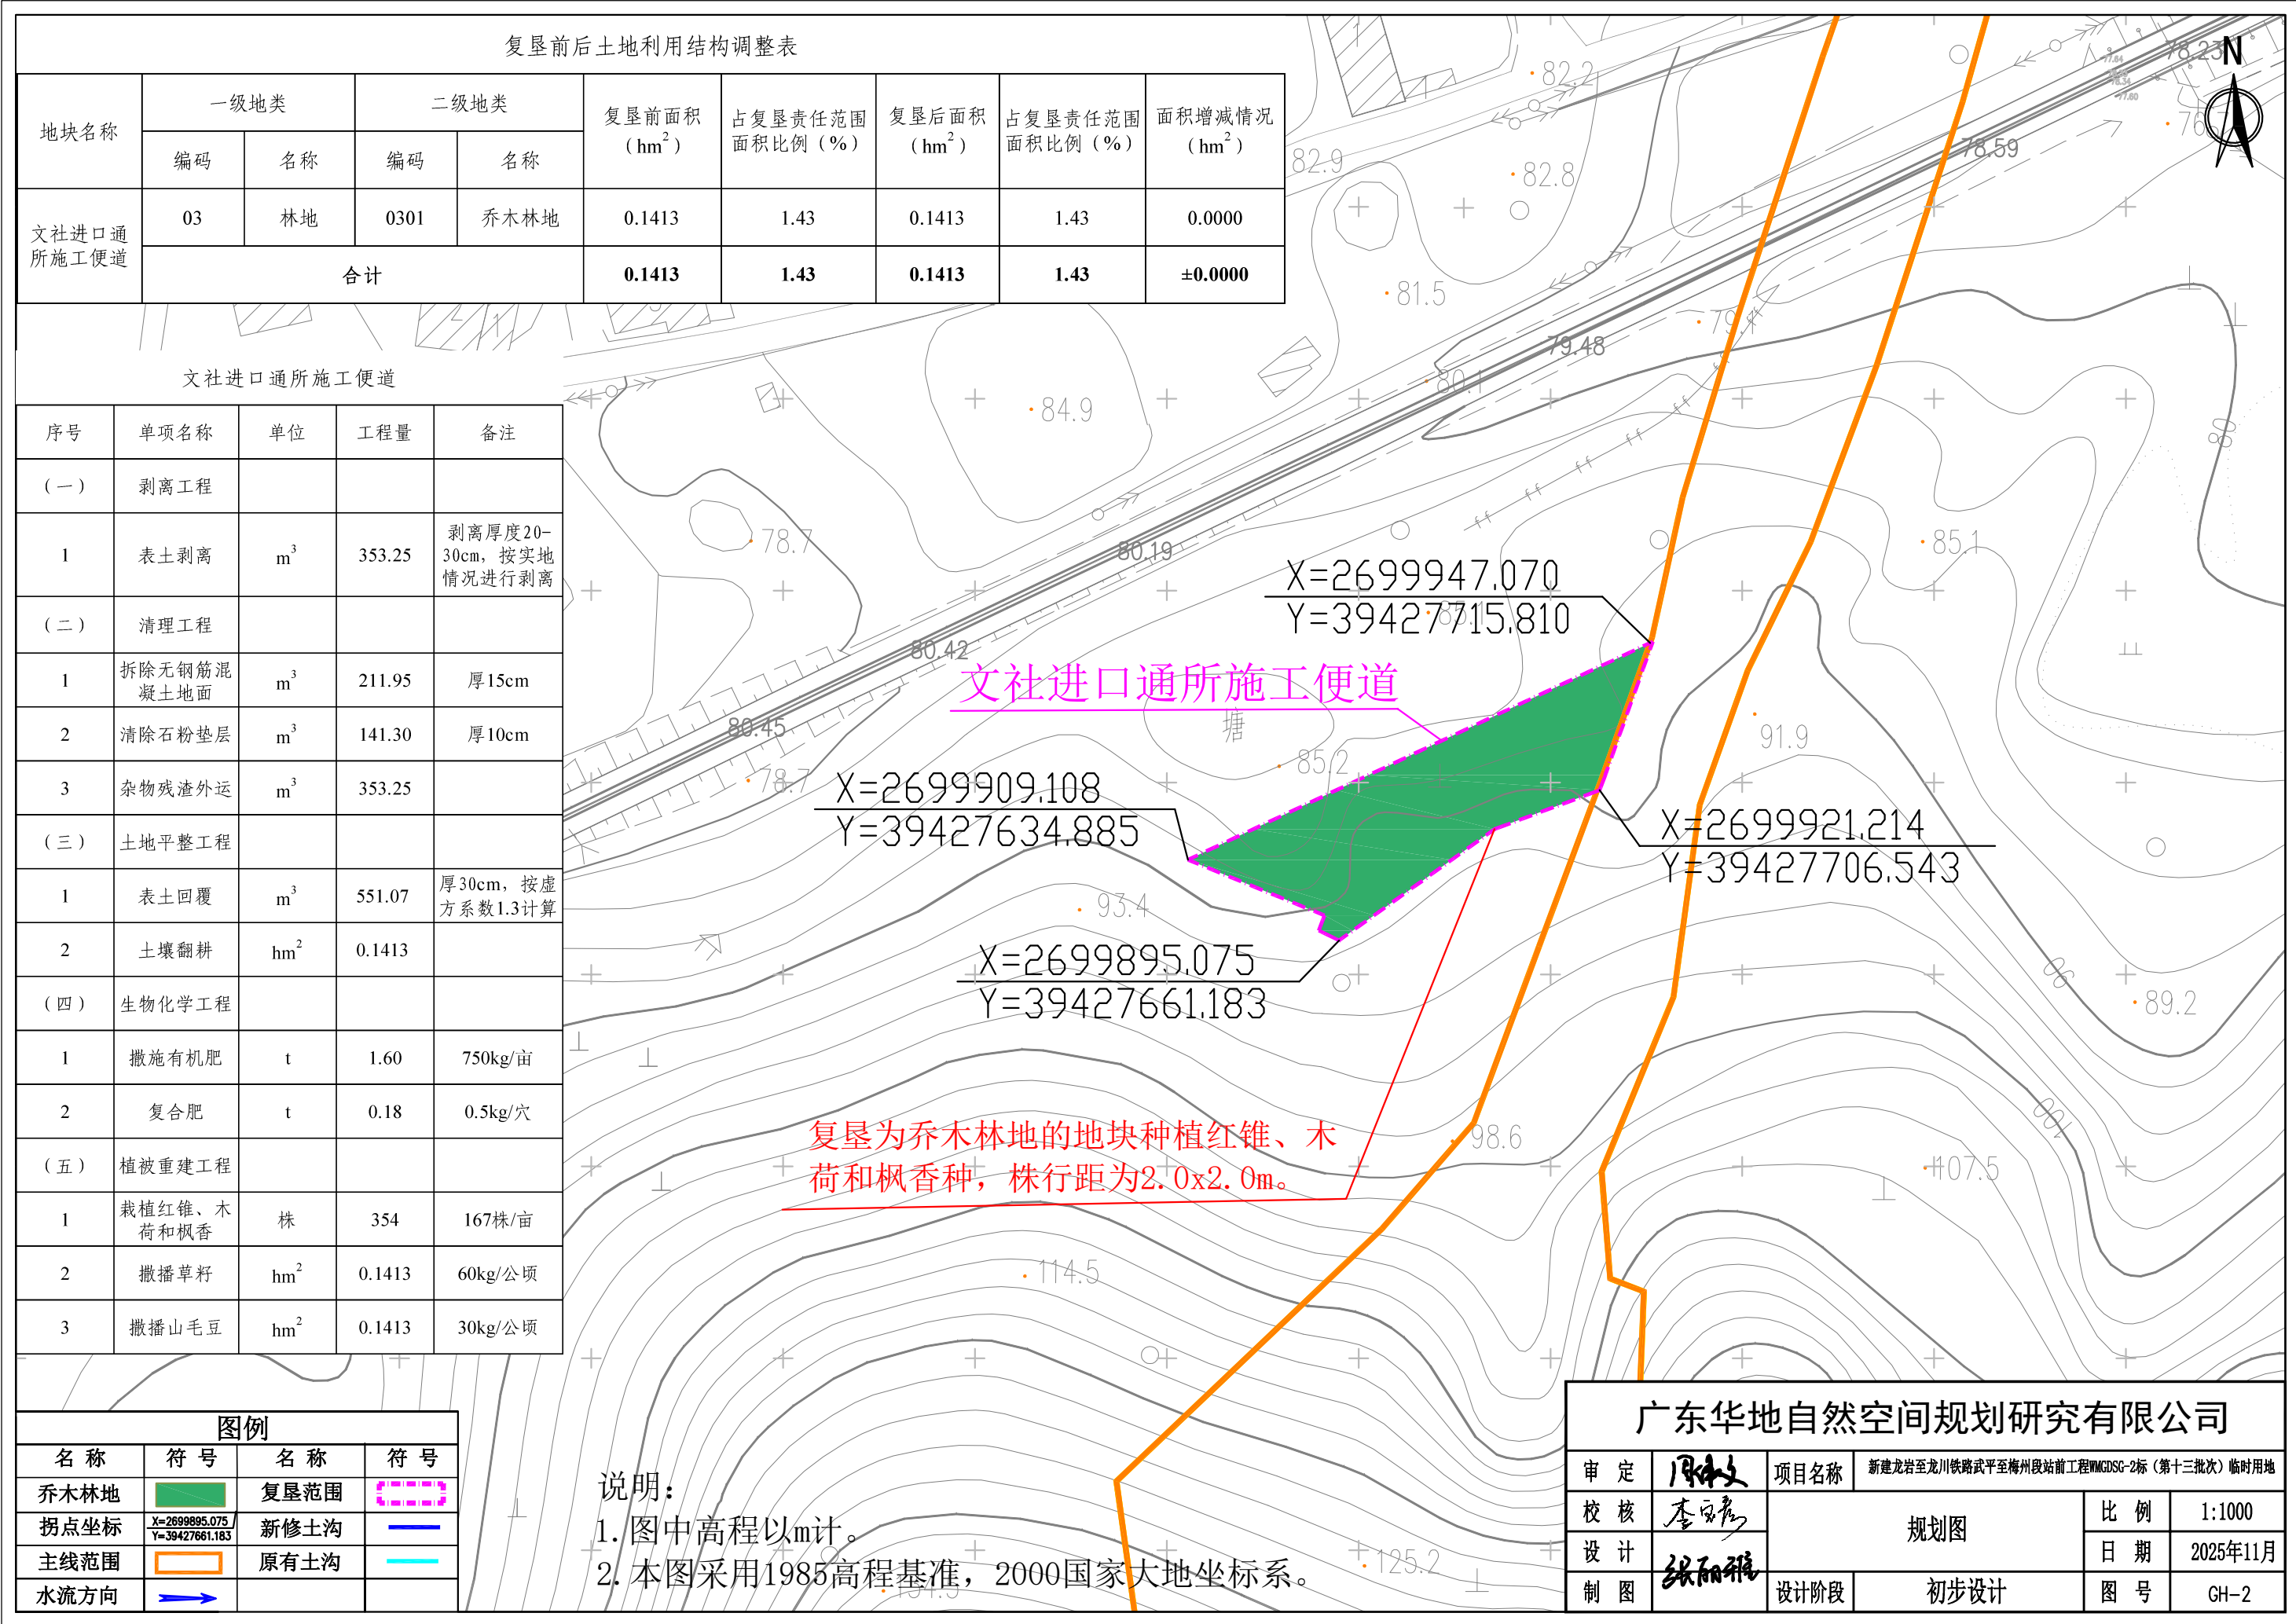 复垦前后土地利用结构调整表
地块名称 一级地类 二级地类 复垦前面积（hm²） 占复垦责任范围面积比例（%） 复垦后面积（hm²） 占复垦责任范围面积比例（%） 面积增减情况（hm²）
编码 名称 编码 名称
文社进口通所施工便道 03 林地 0301 乔木林地 0.1413 1.43 0.1413 1.43 0.0000
合计 0.1413 1.43 0.1413 1.43 ±0.0000
文社进口通所施工便道
序号 单项名称 单位 工程量 备注
（一） 剥离工程
1 表土剥离 m³ 353.25 剥离厚度20-30cm，按实地情况进行剥离
（二） 清理工程
1 拆除无钢筋混凝土地面 m³ 211.95 厚15cm
2 清除石粉垫层 m³ 141.30 厚10cm
3 杂物残渣外运 m³ 353.25
（三） 土地平整工程
1 表土回覆 m³ 551.07 厚30cm，按虚方系数1.3计算
2 土壤翻耕 hm² 0.1413
（四） 生物化学工程
1 撒施有机肥 t 1.60 750kg/亩
2 复合肥 t 0.18 0.5kg/穴
（五） 植被重建工程
1 栽植红锥、木荷和枫香 株 354 167株/亩
2 撒播草籽 hm² 0.1413 60kg/公顷
3 撒播山毛豆 hm² 0.1413 30kg/公顷
N
82.2
78.23
77.60
82.9
82.8
78.59
81.5
79.1
79.48
80.1
84.9
80
78.7
80.19
85.1
X=2699947.070
Y=39427715.810
85.1
80.42
文社进口通所施工便道
80.45
塘
85.2
91.9
78.7
X=2699909.108
Y=39427634.885
X=2699921.214
Y=39427706.543
93.4
X=2699895.075
Y=39427661.183
90
89.2
复垦为乔木林地的地块种植红锥、木
荷和枫香种，株行距为2.0x2.0m。
98.6
100
107.5
114.5
125.2
图例
名 称 符 号 名 称 符 号
乔木林地 复垦范围
拐点坐标 X=2699895.075 Y=39427661.183 新修土沟
主线范围 原有土沟
水流方向
说明：
1.图中高程以m计。
2.本图采用1985高程基准，2000国家大地坐标系。
广东华地自然空间规划研究有限公司
审 定 项目名称 新建龙岩至龙川铁路武平至梅州段站前工程WMGDSG-2标（第十三批次）临时用地
校 核 规划图 比 例 1:1000
设 计 张丽雅 日 期 2025年11月
制 图 设计阶段 初步设计 图 号 GH-2